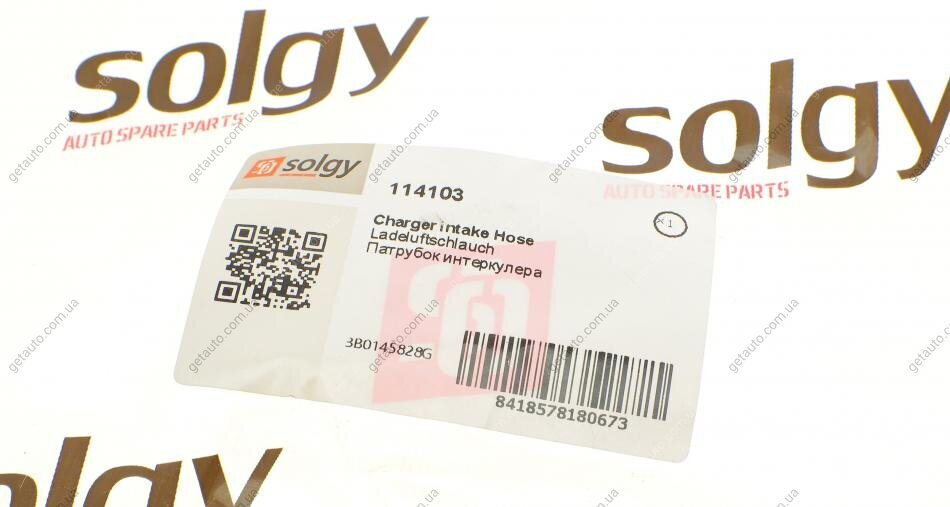 solgy
AUTO SPARE PARTS
solgy
AUTO SPARE PARTS
solgy
114103
x1
Charger Intake Hose
Ladeluftschlauch
Патрубок интеркулера
3B0145828G
8418578180673
solgy
getauto.com.ua